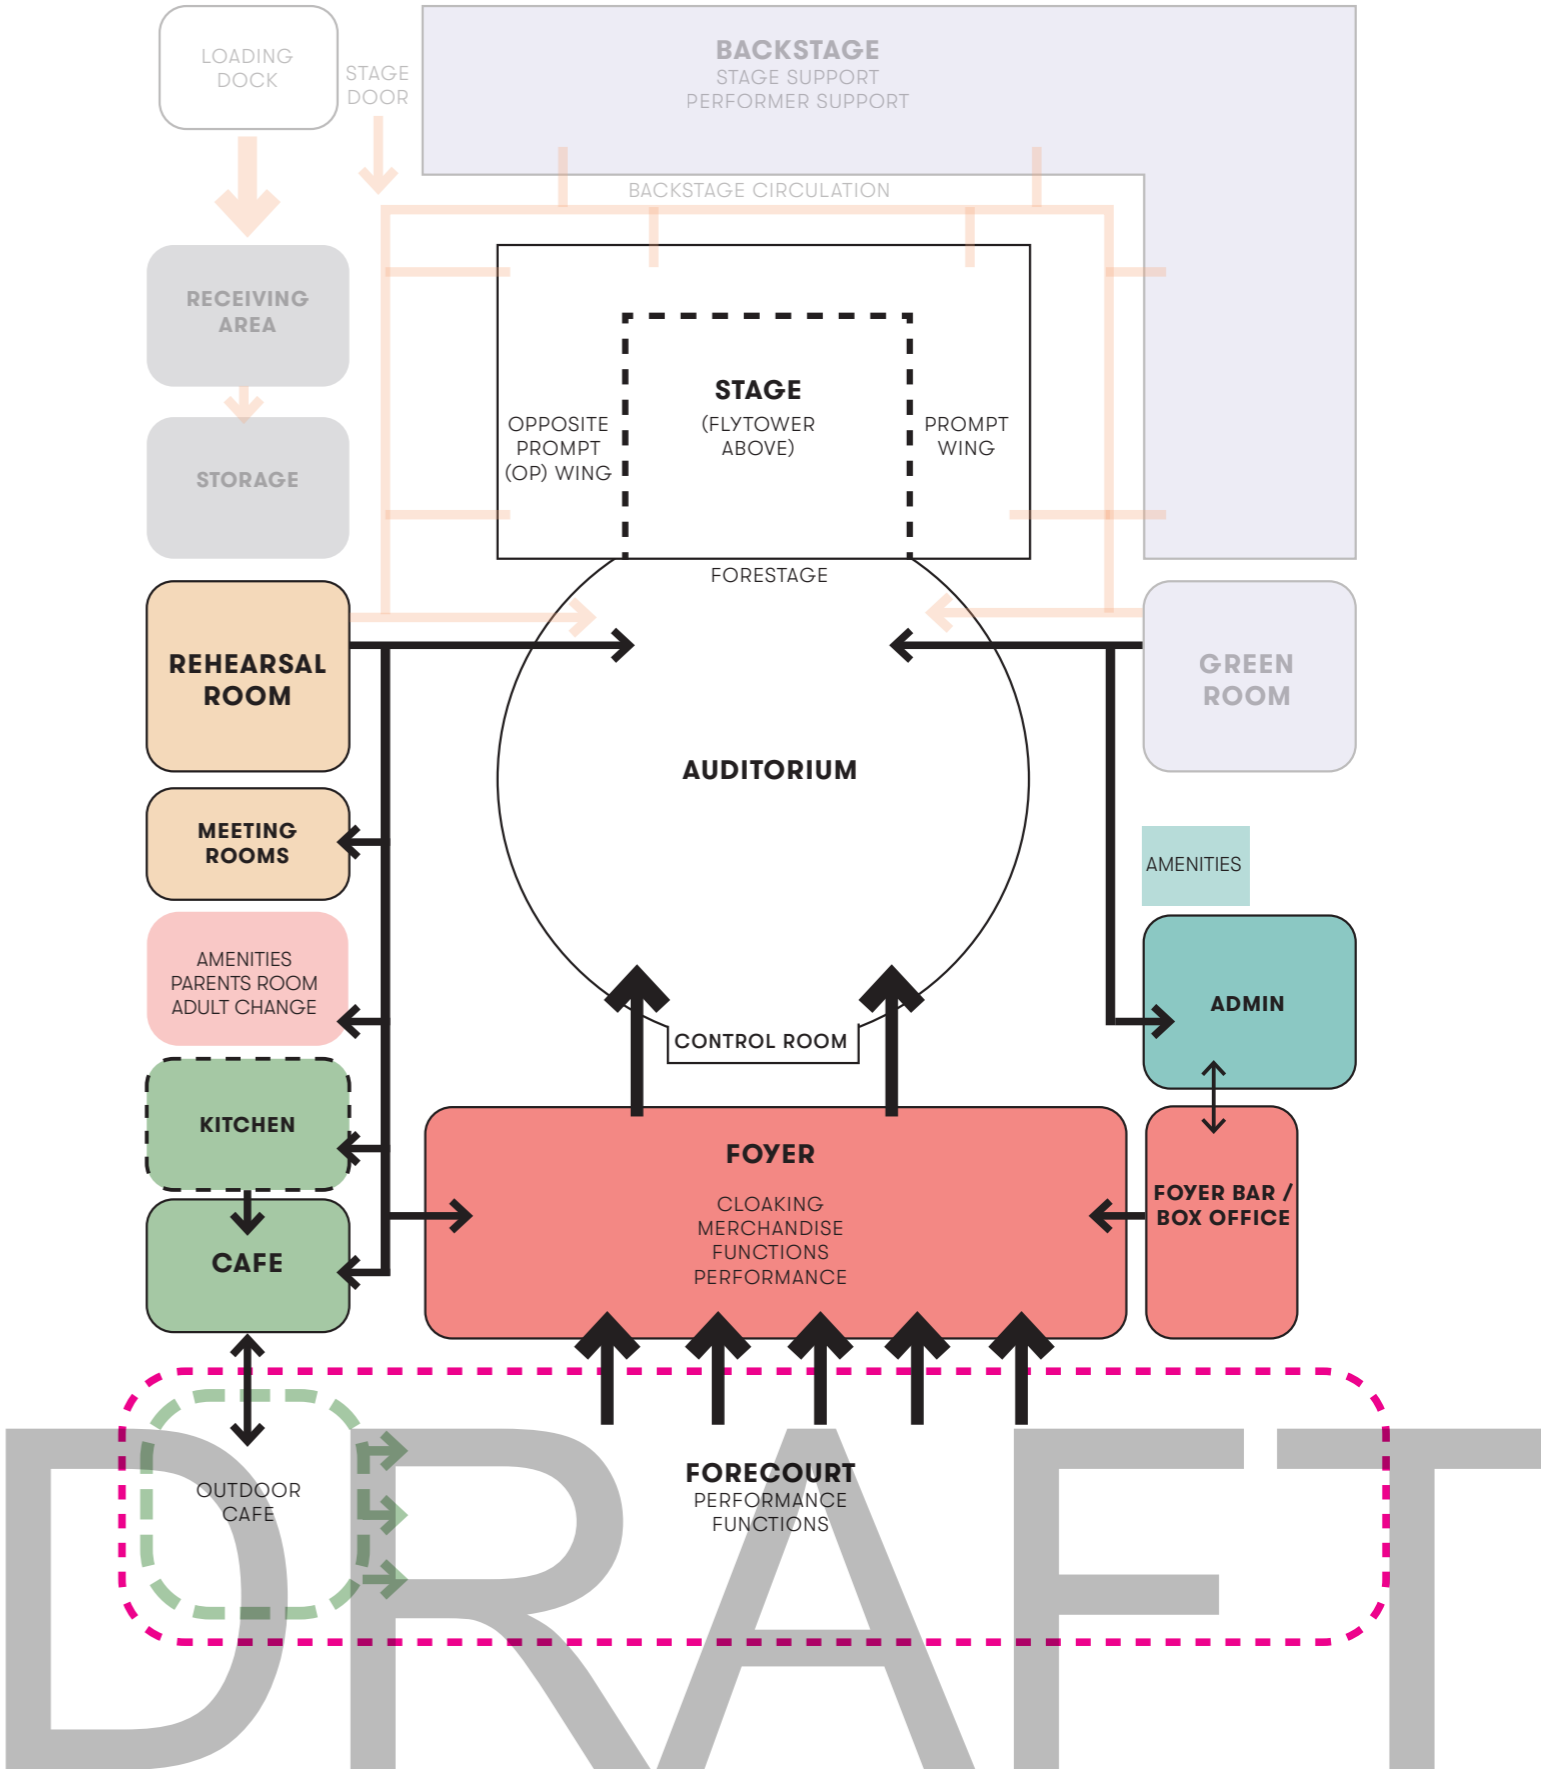 LOADING
DOCK
STAGE
DOOR
BACKSTAGE
STAGE SUPPORT
PERFORMER SUPPORT
BACKSTAGE CIRCULATION
RECEIVING
AREA
STORAGE
OPPOSITE
PROMPT
(OP) WING
STAGE
(FLYTOWER
ABOVE)
PROMPT
WING
FORESTAGE
REHEARSAL
ROOM
GREEN
ROOM
AUDITORIUM
MEETING
ROOMS
AMENITIES
AMENITIES
PARENTS ROOM
ADULT CHANGE
ADMIN
CONTROL ROOM
KITCHEN
FOYER
CLOAKING
MERCHANDISE
FUNCTIONS
PERFORMANCE
FOYER BAR /
BOX OFFICE
CAFE
OUTDOOR
CAFE
FORECOURT
PERFORMANCE
FUNCTIONS
DRAFT